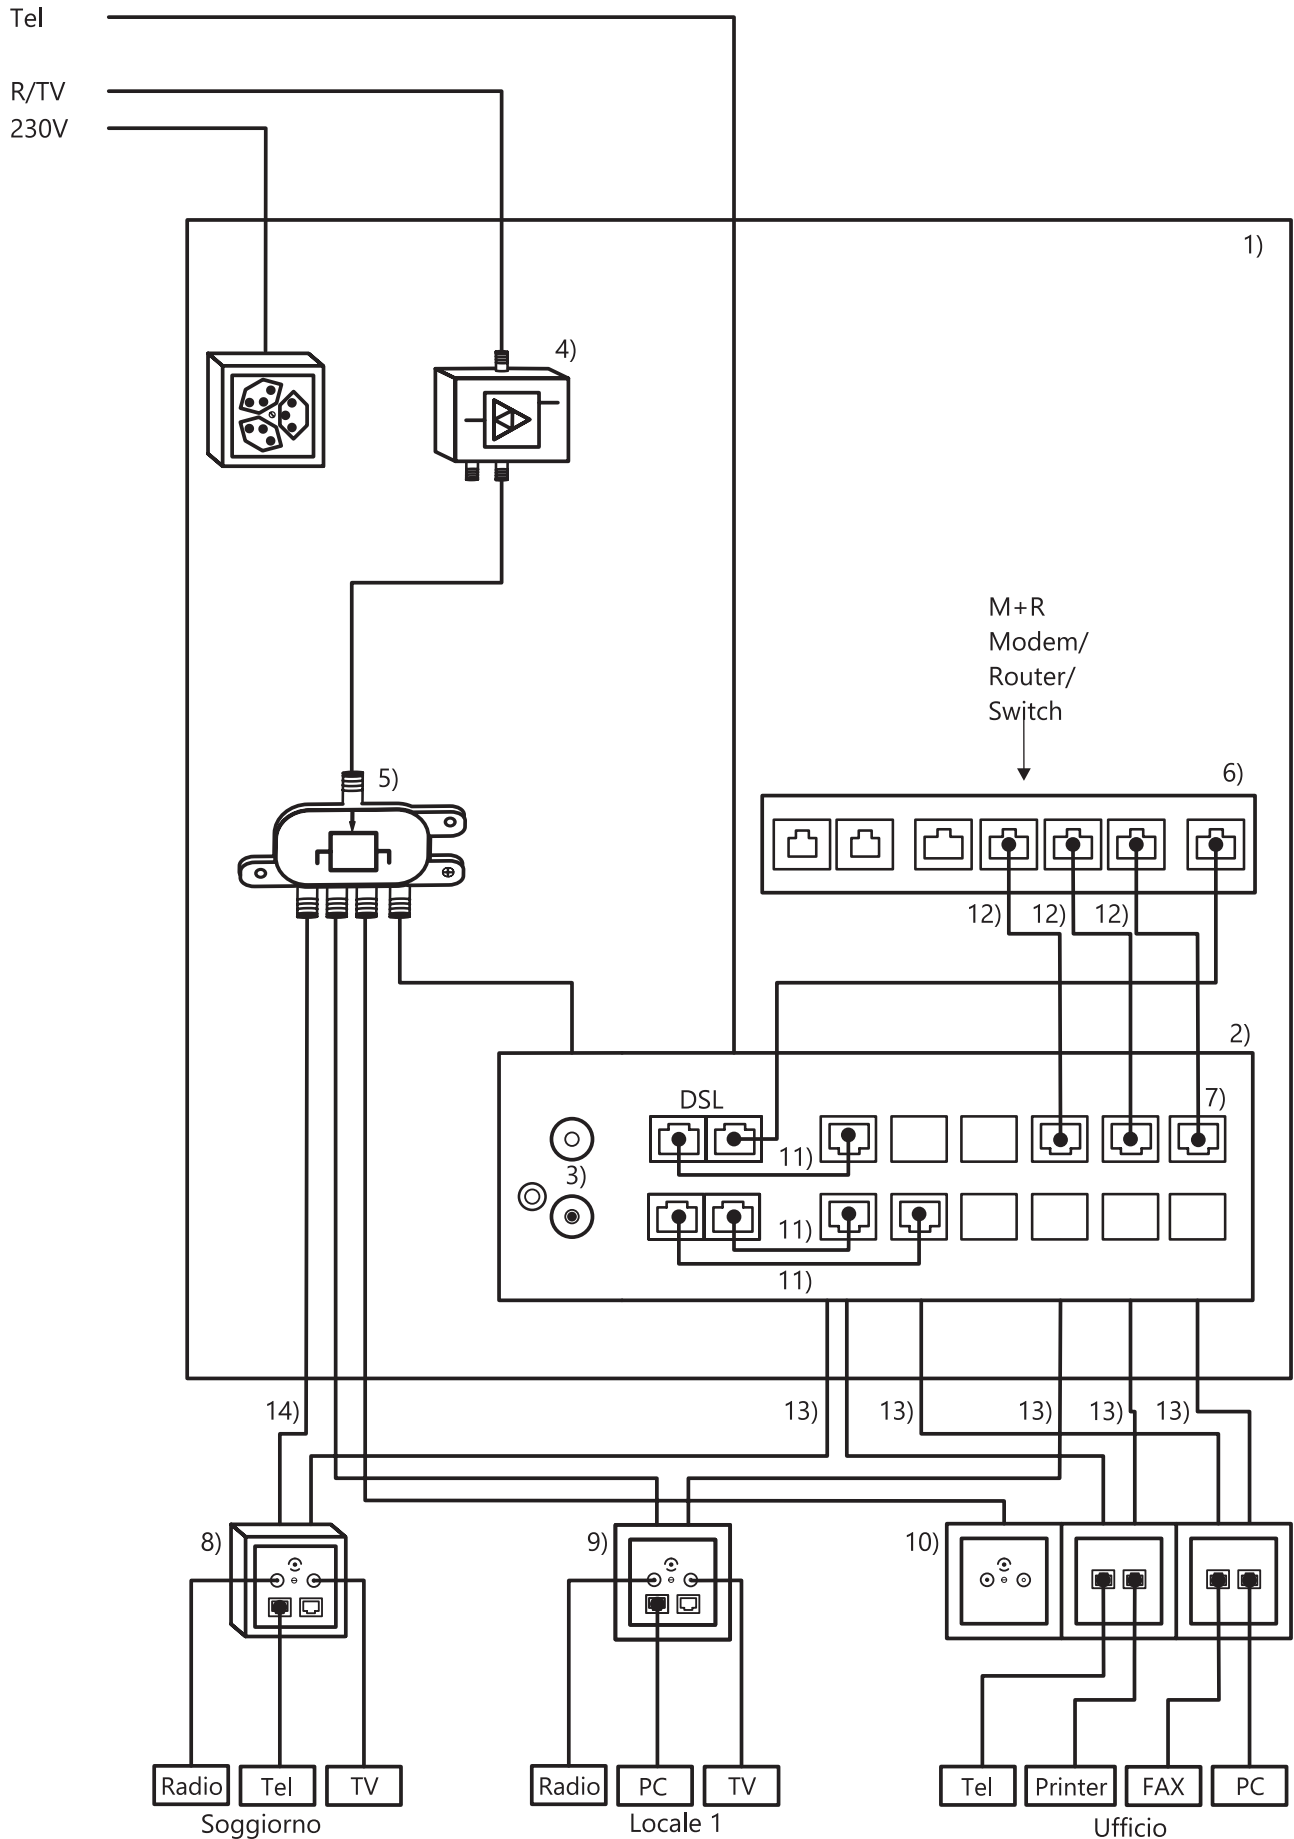 Tel
R/TV
230V
1)
4)
M+R
Modem/
Router/
Switch
5)
6)
12) 12) 12)
2)
DSL
7)
11)
3)
11)
11)
14)
13) 13) 13) 13) 13)
8)
9)
10)
Radio Tel TV
Radio PC TV
Tel Printer FAX PC
Soggiorno
Locale 1
Ufficio